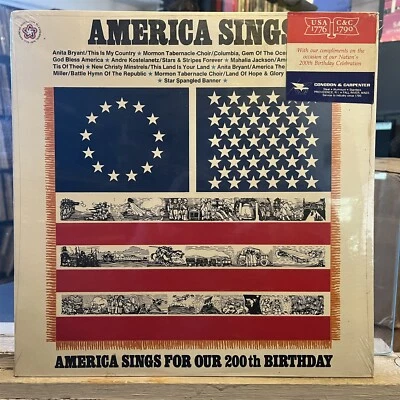 AMERICA SINGS
Anita Bryant/This Is My Country ★ Mormon Tabernacle Choir/Columbia, Gem Of The Oce
God Bless America ★ Andre Kostelanetz/Stars & Stripes Forever ★ Mahalia Jackson/Am
'Tis Of Thee) ★ New Christy Minstrels/This Land Is Your Land ★ Anita Bryant/America The
Miller/Battle Hymn Of The Republic ★ Mormon Tabernacle Choir/Land Of Hope & Glory
★ Star Spangled Banner ★
USA C&C
1776 1790
With our compliments on the
occasion of our Nation's
200th Birthday Celebration
CONGDON & CARPENTER
AMERICA SINGS FOR OUR 200th BIRTHDAY